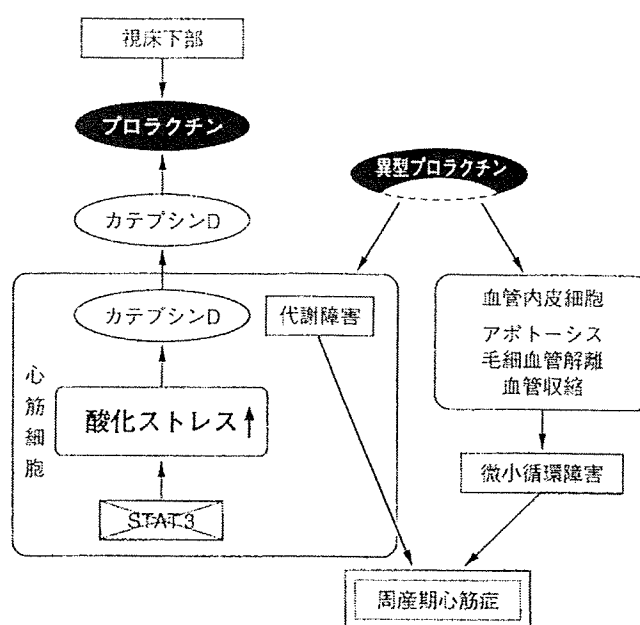 視床下部
プロラクチン
異型プロラクチン
カテプシンD
カテプシンD
代謝障害
血管内皮細胞
アポトーシス
毛細血管解離
血管収縮
心筋細胞
酸化ストレス↑
微小循環障害
STAT3
周産期心筋症